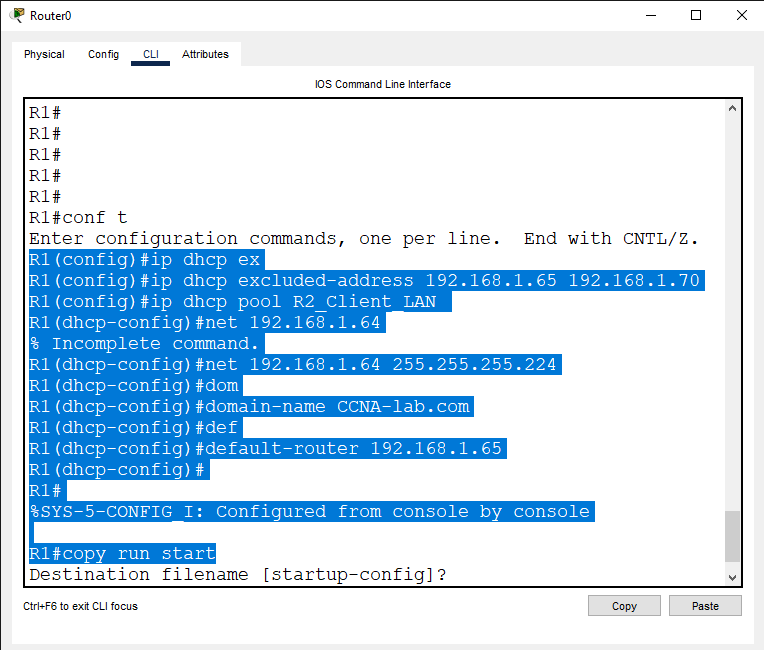 Router0
Physical Config CLI Attributes
IOS Command Line Interface
R1#
R1#
R1#
R1#
R1#
R1#conf t
Enter configuration commands, one per line.  End with CNTL/Z.
R1(config)#ip dhcp ex
R1(config)#ip dhcp excluded-address 192.168.1.65 192.168.1.70
R1(config)#ip dhcp pool R2_Client_LAN
R1(dhcp-config)#net 192.168.1.64
% Incomplete command.
R1(dhcp-config)#net 192.168.1.64 255.255.255.224
R1(dhcp-config)#dom
R1(dhcp-config)#domain-name CCNA-lab.com
R1(dhcp-config)#def
R1(dhcp-config)#default-router 192.168.1.65
R1(dhcp-config)#
R1#
%SYS-5-CONFIG_I: Configured from console by console
R1#copy run start
Destination filename [startup-config]?
Ctrl+F6 to exit CLI focus
Copy Paste